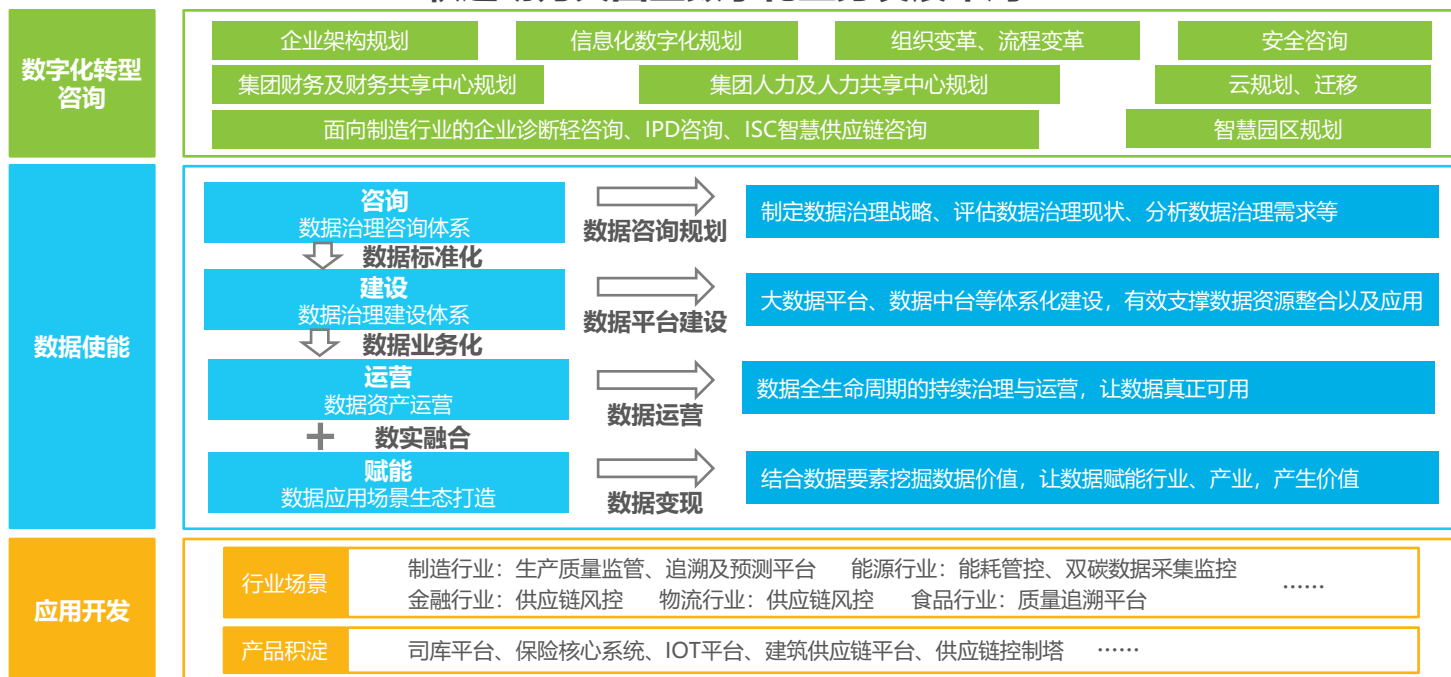 数字化转型
咨询
企业架构规划
信息化数字化规划
组织变革、流程变革
安全咨询
集团财务及财务共享中心规划
集团人力及人力共享中心规划
云规划、迁移
面向制造行业的企业诊断轻咨询、IPD咨询、ISC智慧供应链咨询
智慧园区规划
数据使能
咨询
数据治理咨询体系
数据咨询规划
制定数据治理战略、评估数据治理现状、分析数据治理需求等
数据标准化
建设
数据治理建设体系
数据平台建设
大数据平台、数据中台等体系化建设，有效支撑数据资源整合以及应用
数据业务化
运营
数据资产运营
数据运营
数据全生命周期的持续治理与运营，让数据真正可用
数实融合
赋能
数据应用场景生态打造
数据变现
结合数据要素挖掘数据价值，让数据赋能行业、产业，产生价值
应用开发
行业场景
制造行业：生产质量监管、追溯及预测平台 能源行业：能耗管控、双碳数据采集监控
金融行业：供应链风控 物流行业：供应链风控 食品行业：质量追溯平台
……
产品积淀
司库平台、保险核心系统、IOT平台、建筑供应链平台、供应链控制塔 ……